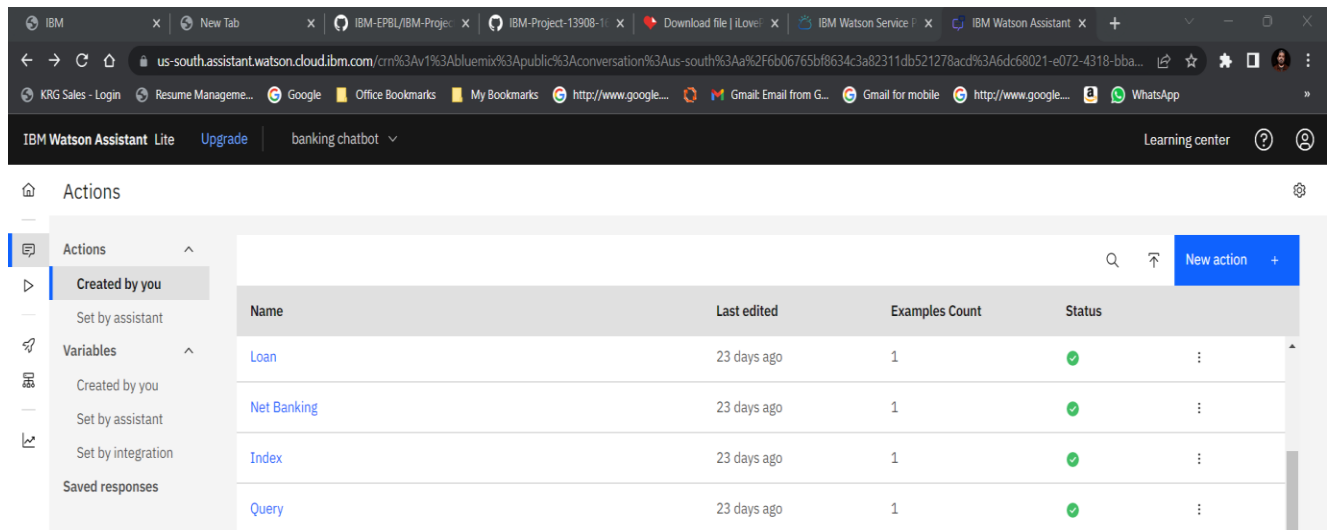 IBM
New Tab
IBM-EPBL/IBM-Projec
IBM-Project-13908-16
Download file | iLoveP
IBM Watson Service P
IBM Watson Assistant
us-south.assistant.watson.cloud.ibm.com/crn%3Av1%3Abluemix%3Apublic%3Aconversation%3Aus-south%3Aa%2F6b06765bf8634c3a82311db521278acd%3A6dc68021-e072-4318-bba...
KRG Sales - Login
Resume Manageme...
Google
Office Bookmarks
My Bookmarks
http://www.google....
Gmail: Email from G...
Gmail for mobile
http://www.google....
WhatsApp
»
IBM Watson Assistant Lite
Upgrade
banking chatbot
Learning center
Actions
Actions
Created by you
Set by assistant
Variables
Created by you
Set by assistant
Set by integration
Saved responses
New action +
Name Last edited Examples Count Status
Loan 23 days ago 1
Net Banking 23 days ago 1
Index 23 days ago 1
Query 23 days ago 1